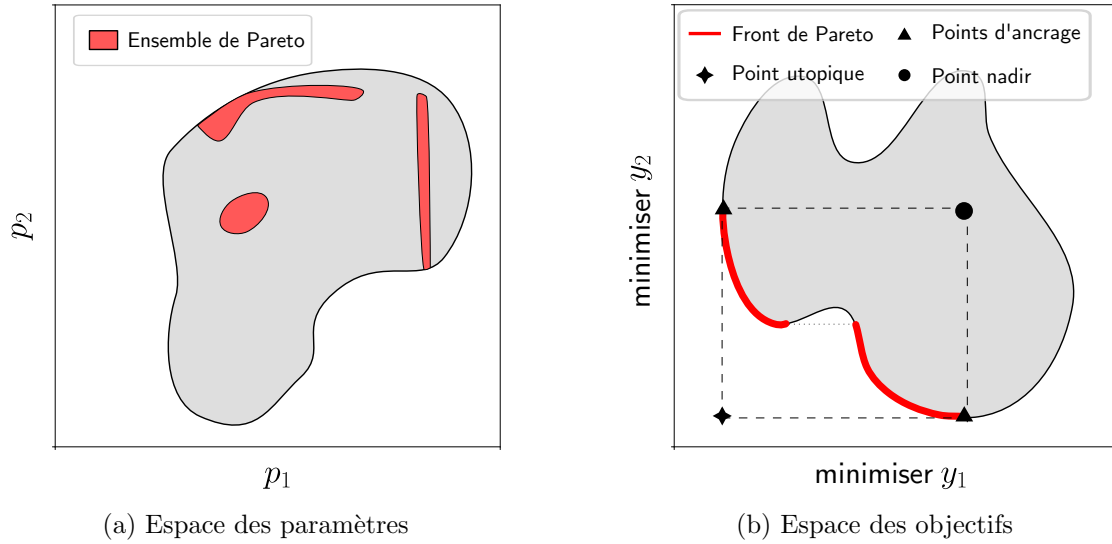 Ensemble de Pareto
p2
p1
(a) Espace des paramètres
Front de Pareto
Points d'ancrage
Point utopique
Point nadir
minimiser y2
minimiser y1
(b) Espace des objectifs